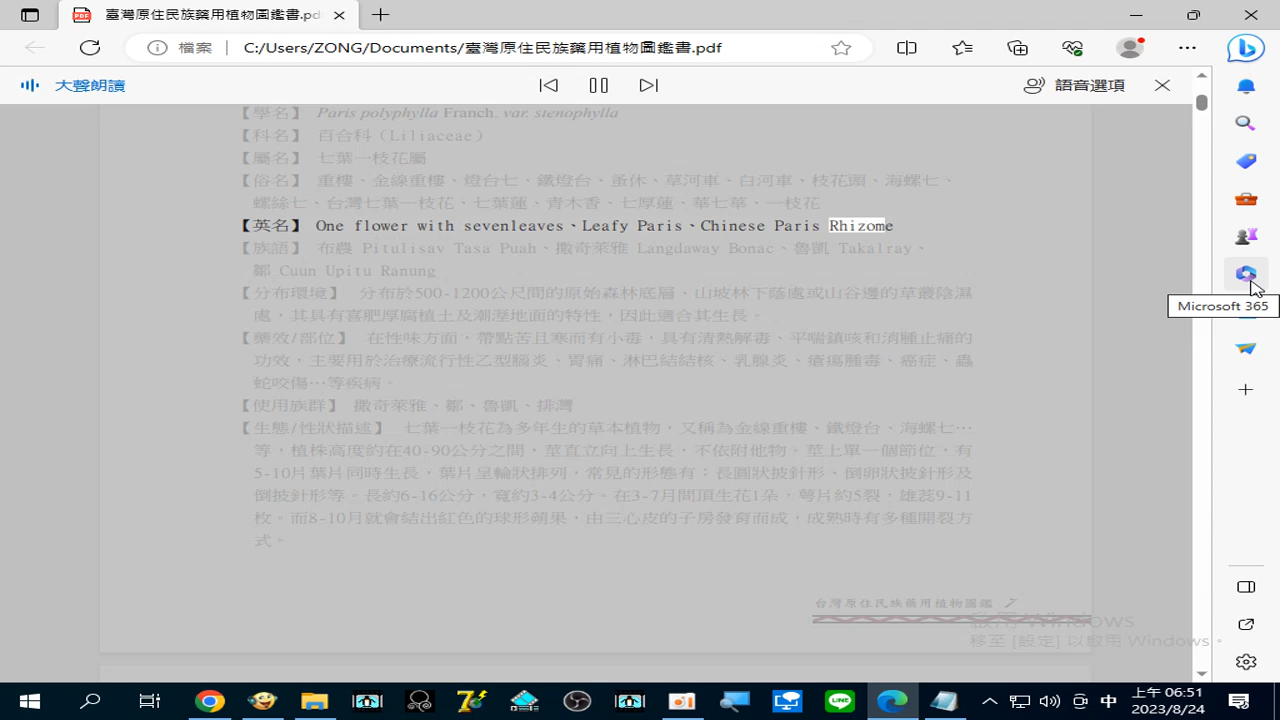 臺灣原住民族藥用植物圖鑑書.pdf
檔案
C:/Users/ZONG/Documents/臺灣原住民族藥用植物圖鑑書.pdf
大聲朗讀
語音選項
【學名】 Paris polyphylla Franch. var. stenophylla
【科名】 百合科（Liliaceae）
【屬名】 七葉一枝花屬
【俗名】 重樓、金線重樓、燈台七、鐵燈台、蚤休、草河車、白河車、枝花頭、海螺七、
螺絲七、台灣七葉一枝花、七葉蓮、青木香、七厚蓮、華七葉、一枝花
【英名】 One flower with sevenleaves、Leafy Paris、Chinese Paris Rhizome
【族語】 布農 Pitulisav Tasa Puah、撒奇萊雅 Langdaway Bonac、魯凱 Takalray、
鄒 Cuun Upitu Ranung
【分布環境】 分布於500-1200公尺間的原始森林底層、山坡林下蔭處或山谷邊的草叢陰濕
處，其具有喜肥厚腐植土及潮溼地面的特性，因此適合其生長。
【藥效/部位】 在性味方面，帶點苦且寒而有小毒，具有清熱解毒、平喘鎮咳和消腫止痛的
功效，主要用於治療流行性乙型腦炎、胃痛、淋巴結結核、乳腺炎、瘡瘍腫毒、癌症、蟲
蛇咬傷…等疾病。
【使用族群】 撒奇萊雅、鄒、魯凱、排灣
【生態/性狀描述】 七葉一枝花為多年生的草本植物，又稱為金線重樓、鐵燈台、海螺七…
等，植株高度約在40-90公分之間，莖直立向上生長，不依附他物。莖上單一個節位，有
5-10片葉片同時生長，葉片呈輪狀排列，常見的形態有：長圓狀披針形、倒卵狀披針形及
倒披針形等。長約6-16公分，寬約3-4公分。在3-7月間頂生花1朵，萼片約5裂，雄蕊9-11
枚。而8-10月就會結出紅色的球形蒴果，由三心皮的子房發育而成，成熟時有多種開裂方
式。
台灣原住民族藥用植物圖鑑 7
啟用 Windows
移至 [設定] 以啟用 Windows。
Microsoft 365
中
上午 06:51
2023/8/24